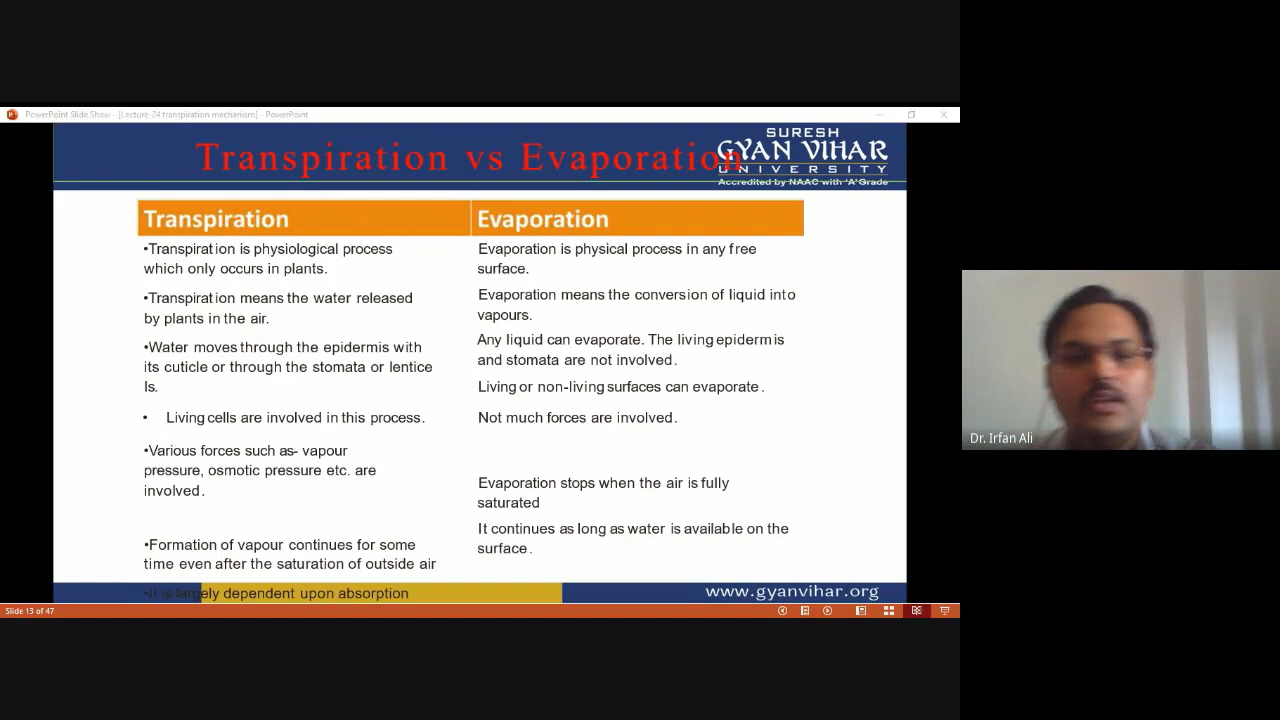 PowerPoint Slide Show - [Lecture-24 transpiration mechanism] - PowerPoint
Transpiration vs Evaporation
SURESH
GYAN VIHAR
UNIVERSITY
Accredited by NAAC with 'A' Grade
Transpiration
•Transpiration is physiological process
which only occurs in plants.
•Transpiration means the water released
by plants in the air.
•Water moves through the epidermis with
its cuticle or through the stomata or lentice
ls.
• Living cells are involved in this process.
•Various forces such as- vapour
pressure, osmotic pressure etc. are
involved.
•Formation of vapour continues for some
time even after the saturation of outside air
•It is largely dependent upon absorption
Evaporation
Evaporation is physical process in any free
surface.
Evaporation means the conversion of liquid into
vapours.
Any liquid can evaporate. The living epidermis
and stomata are not involved.
Living or non-living surfaces can evaporate.
Not much forces are involved.
Evaporation stops when the air is fully
saturated
It continues as long as water is available on the
surface.
www.gyanvihar.org
Slide 13 of 47
Dr. Irfan Ali